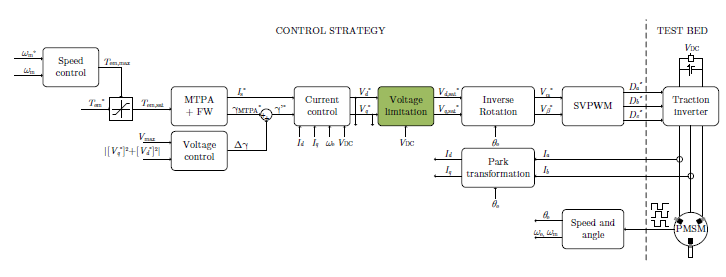 CONTROL STRATEGY
TEST BED
ωm*
ωm
Speed
control
Tem,max
Tem*
Tem,sat
MTPA
+ FW
Is*
γMTPA*
γ*
Vmax
|[Vq*]²+[Vd*]²|
Voltage
control
Δγ
Current
control
Id Iq ωe VDC
Vd*
Vq*
Voltage
limitation
VDC
Vd,sat*
Vq,sat*
Inverse
Rotation
θe
Vα*
Vβ*
SVPWM
Da*
Db*
Dc*
VDC
Traction
inverter
Id
Iq
Park
transformation
θe
Ia
Ib
θe
ωe, ωm
Speed and
angle
PMSM